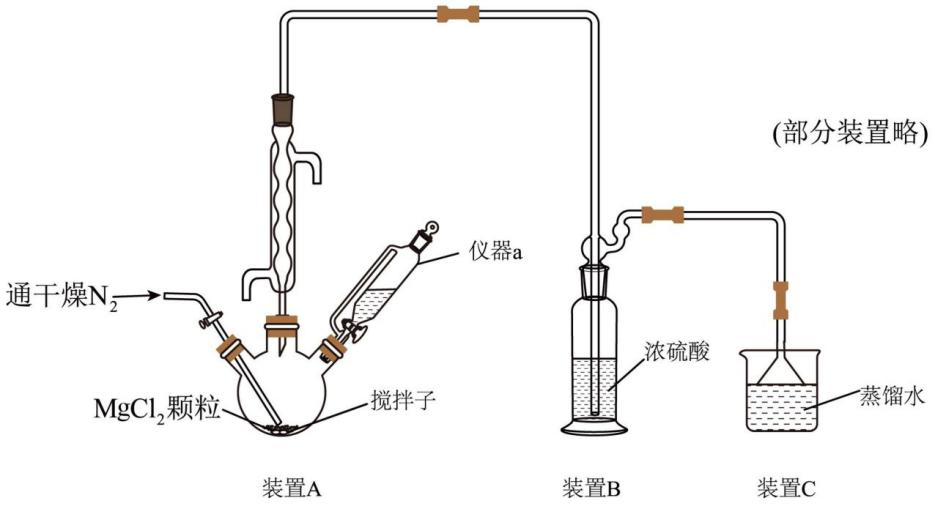 (部分装置略)
仪器a
通干燥N2
浓硫酸
MgCl2颗粒
搅拌子
蒸馏水
装置A
装置B
装置C